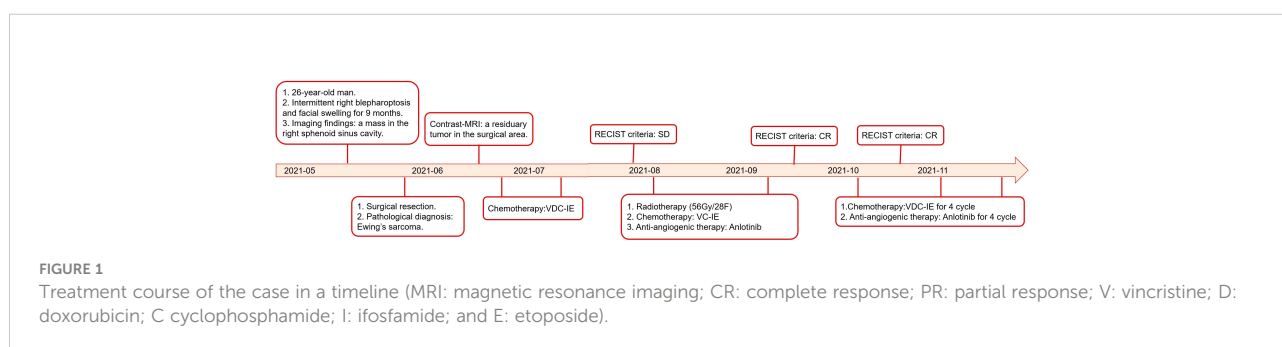 1. 26-year-old man.
2. Intermittent right blepharoptosis
and facial swelling for 9 months.
3. Imaging findings: a mass in the
right sphenoid sinus cavity.
Contrast-MRI: a residuary
tumor in the surgical area.
RECIST criteria: SD
RECIST criteria: CR
RECIST criteria: CR
2021-05
2021-06
2021-07
2021-08
2021-09
2021-10
2021-11
1. Surgical resection.
2. Pathological diagnosis:
Ewing's sarcoma.
Chemotherapy:VDC-IE
1. Radiotherapy (56Gy/28F)
2. Chemotherapy: VC-IE
3. Anti-angiogenic therapy: Anlotinib
1.Chemotherapy:VDC-IE for 4 cycle
2. Anti-angiogenic therapy: Anlotinib for 4 cycle
FIGURE 1
Treatment course of the case in a timeline (MRI: magnetic resonance imaging; CR: complete response; PR: partial response; V: vincristine; D:
doxorubicin; C cyclophosphamide; I: ifosfamide; and E: etoposide).